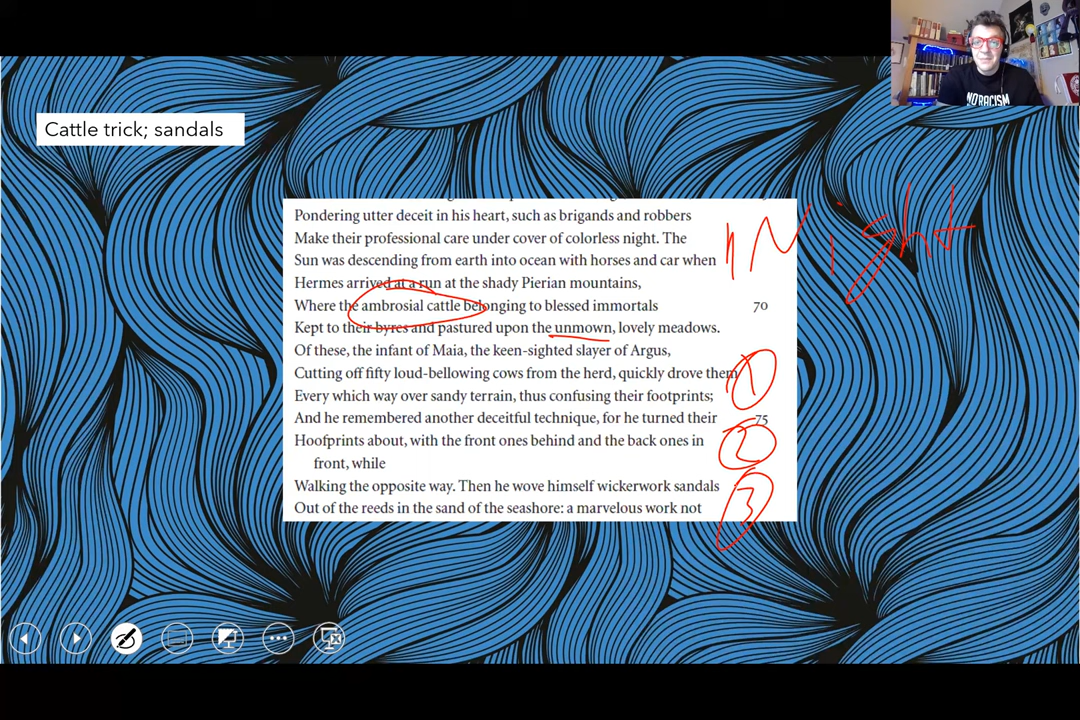 NO RACISM
Cattle trick; sandals
Pondering utter deceit in his heart, such as brigands and robbers
Make their professional care under cover of colorless night. The
Sun was descending from earth into ocean with horses and car when
Hermes arrived at a run at the shady Pierian mountains,
Where the ambrosial cattle belonging to blessed immortals 70
Kept to their byres and pastured upon the unmown, lovely meadows.
Of these, the infant of Maia, the keen-sighted slayer of Argus,
Cutting off fifty loud-bellowing cows from the herd, quickly drove them
Every which way over sandy terrain, thus confusing their footprints;
And he remembered another deceitful technique, for he turned their 75
Hoofprints about, with the front ones behind and the back ones in
front, while
Walking the opposite way. Then he wove himself wickerwork sandals
Out of the reeds in the sand of the seashore: a marvelous work not
Night
1
2
3